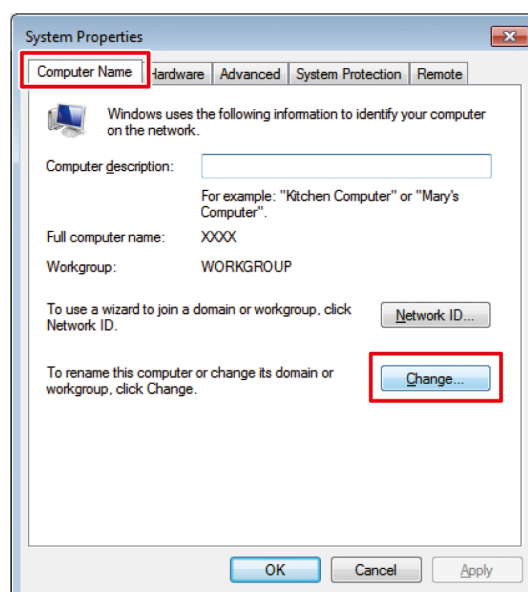 System Properties
Computer Name Hardware Advanced System Protection Remote
Windows uses the following information to identify your computer
on the network.
Computer description:
For example: "Kitchen Computer" or "Mary's
Computer".
Full computer name: XXXX
Workgroup: WORKGROUP
To use a wizard to join a domain or workgroup, click
Network ID.
Network ID...
To rename this computer or change its domain or
workgroup, click Change.
Change...
OK Cancel Apply